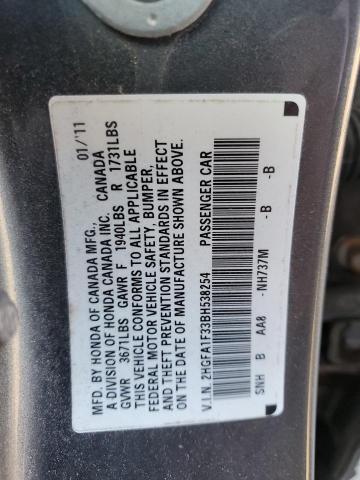 MFD. BY HONDA OF CANADA MFG., 01/'11
A DIVISION OF HONDA CANADA INC. CANADA
GVWR 3671LBS GAWR F 1940LBS R 1731LBS
THIS VEHICLE CONFORMS TO ALL APPLICABLE
FEDERAL MOTOR VEHICLE SAFETY, BUMPER,
AND THEFT PREVENTION STANDARDS IN EFFECT
ON THE DATE OF MANUFACTURE SHOWN ABOVE.
V.I.N. 2HGFA1F33BH538254 PASSENGER CAR
SNH B AA8 -NH737M -B -B